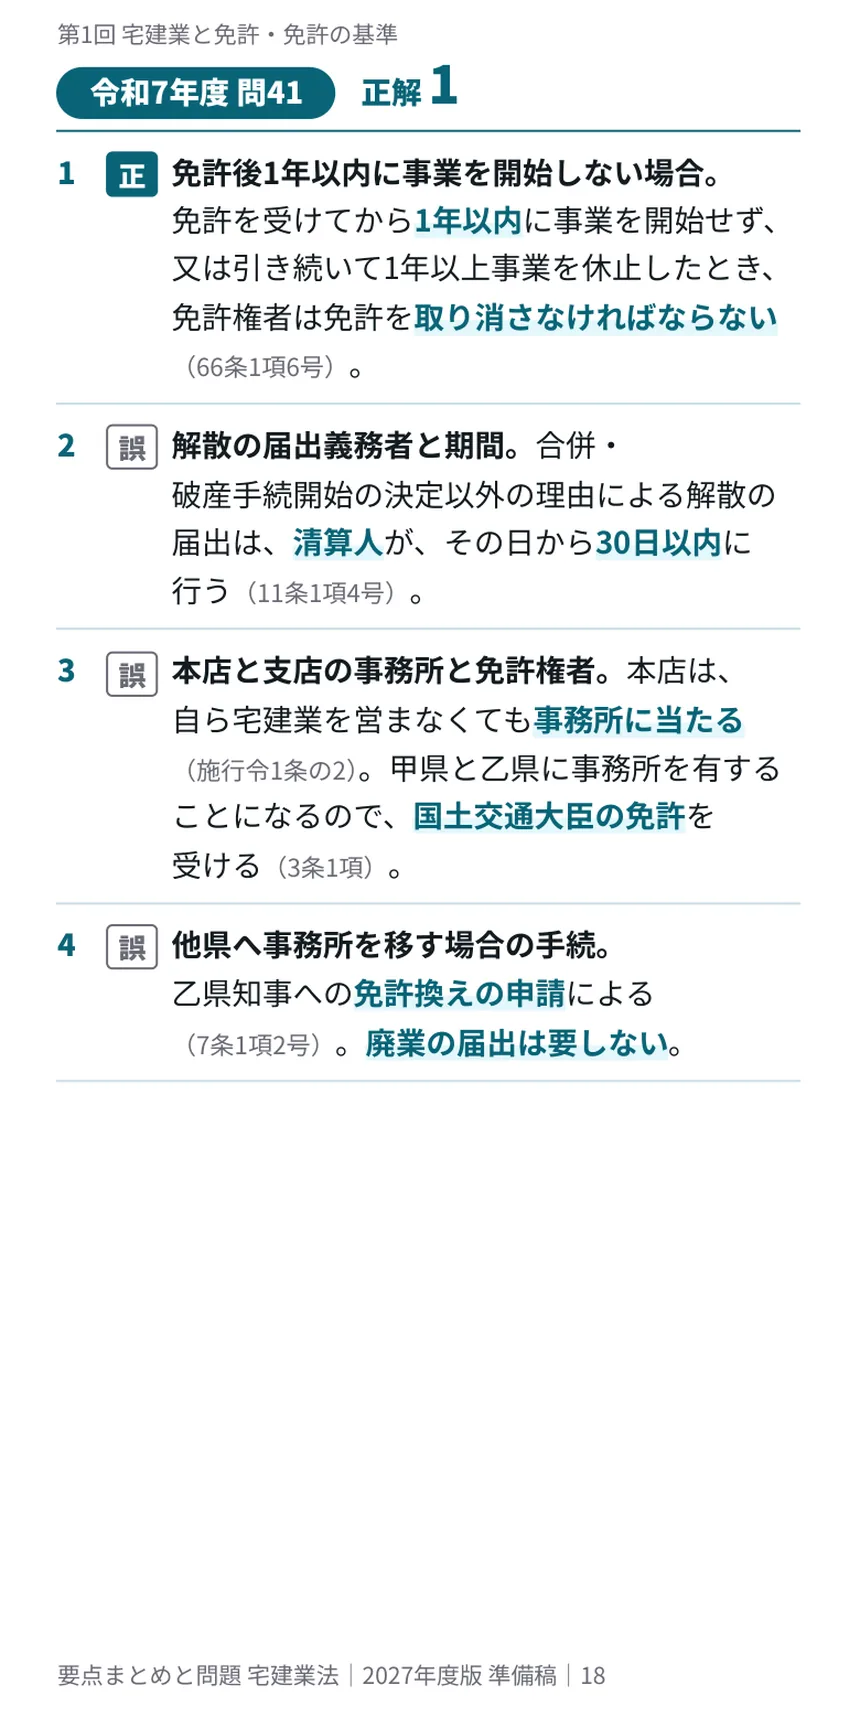 第1回 宅建業と免許・免許の基準
令和7年度 問41 正解 1
1 正 免許後1年以内に事業を開始しない場合。
免許を受けてから1年以内に事業を開始せず、
又は引き続いて1年以上事業を休止したとき、
免許権者は免許を取り消さなければならない
（66条1項6号）。
2 誤 解散の届出義務者と期間。合併・
破産手続開始の決定以外の理由による解散の
届出は、清算人が、その日から30日以内に
行う（11条1項4号）。
3 誤 本店と支店の事務所と免許権者。本店は、
自ら宅建業を営まなくても事務所に当たる
（施行令1条の2）。甲県と乙県に事務所を有する
ことになるので、国土交通大臣の免許を
受ける（3条1項）。
4 誤 他県へ事務所を移す場合の手続。
乙県知事への免許換えの申請による
（7条1項2号）。廃業の届出は要しない。
要点まとめと問題 宅建業法｜2027年度版 準備稿｜18